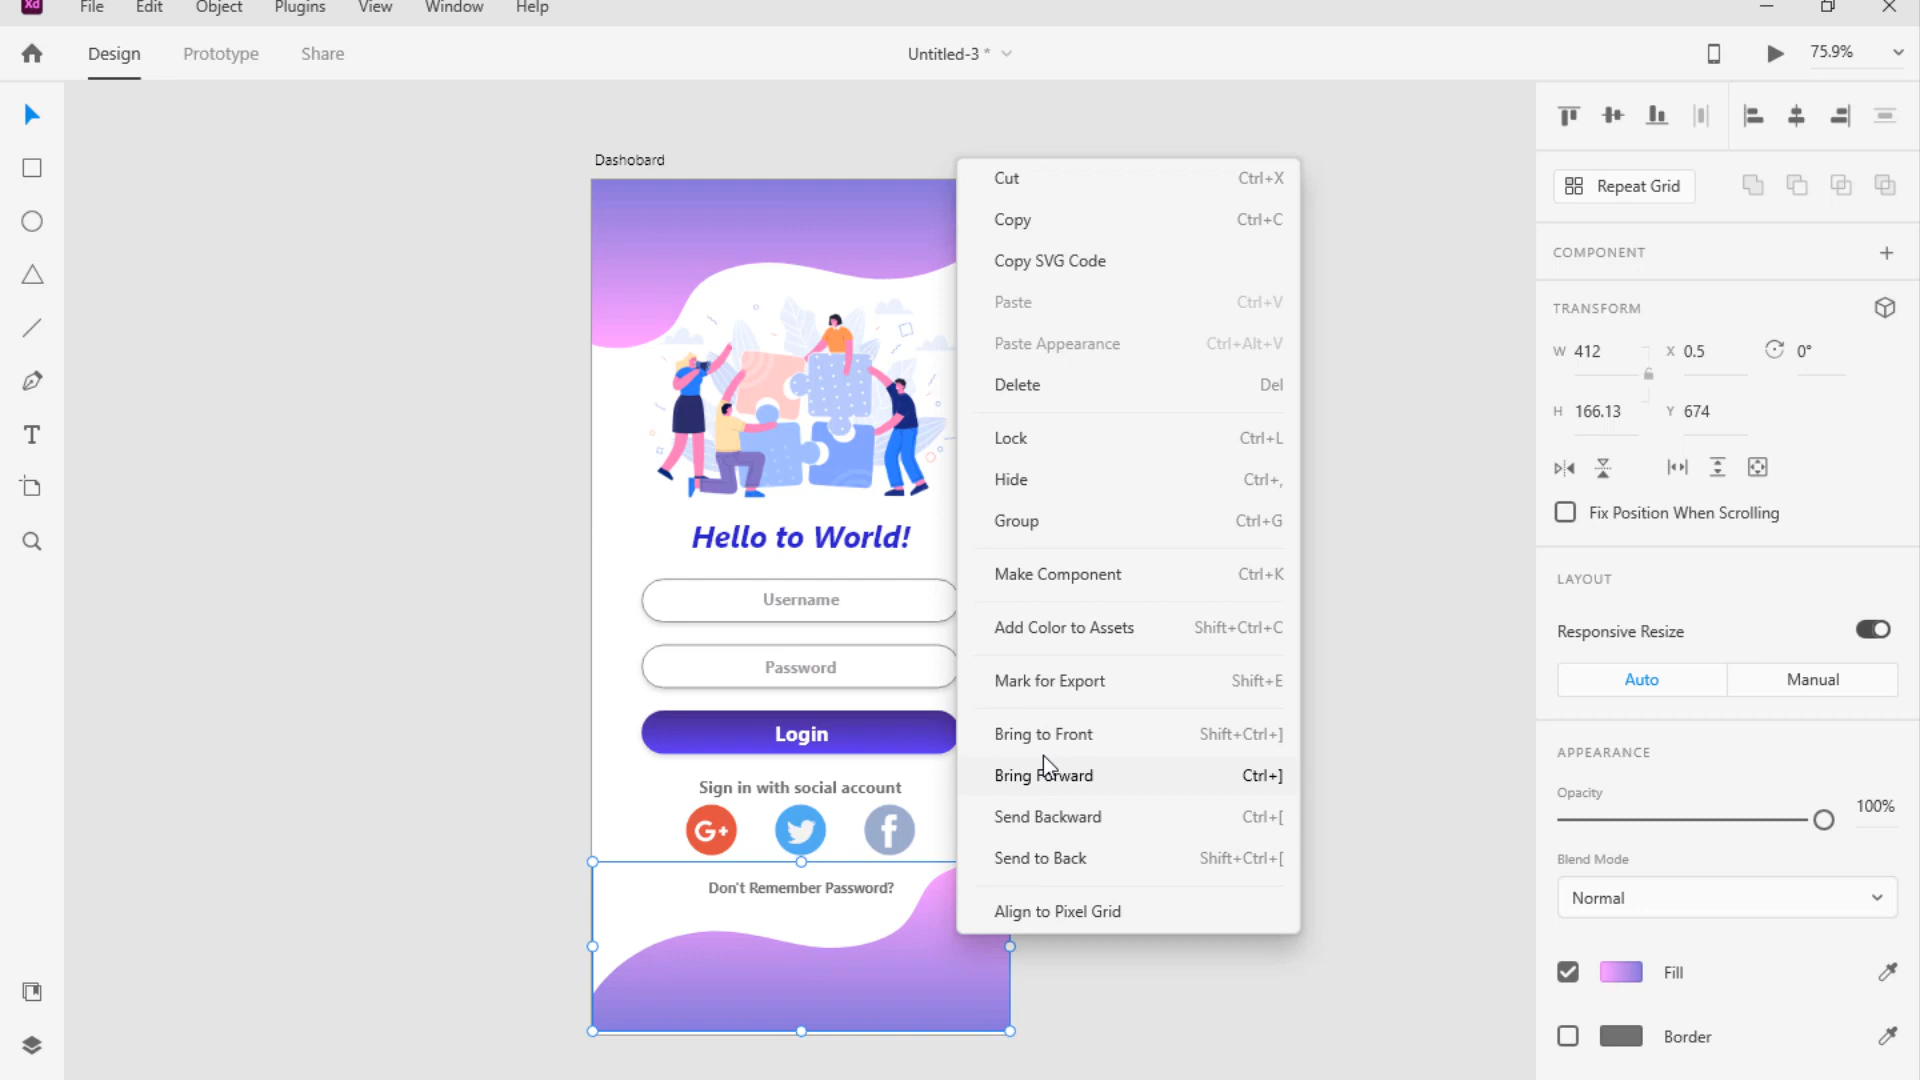 Xd File Edit Object Plugins View Window Help
Design Prototype Share Untitled-3 * 75.9%
Dashobard
Hello to World!
Username
Password
Login
Sign in with social account
G+ f
Don't Remember Password?
Cut Ctrl+X
Copy Ctrl+C
Copy SVG Code
Paste Ctrl+V
Paste Appearance Ctrl+Alt+V
Delete Del
Lock Ctrl+L
Hide Ctrl+,
Group Ctrl+G
Make Component Ctrl+K
Add Color to Assets Shift+Ctrl+C
Mark for Export Shift+E
Bring to Front Shift+Ctrl+]
Bring Forward Ctrl+]
Send Backward Ctrl+[
Send to Back Shift+Ctrl+[
Align to Pixel Grid
Repeat Grid
COMPONENT
TRANSFORM
W 412 X 0.5 0°
H 166.13 Y 674
Fix Position When Scrolling
LAYOUT
Responsive Resize
Auto Manual
APPEARANCE
Opacity
100%
Blend Mode
Normal
Fill
Border